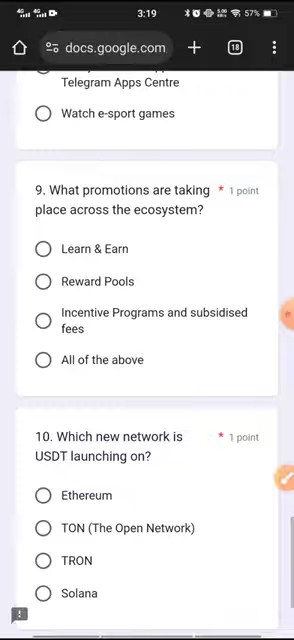 3:19
5.00
57%
docs.google.com
18
Telegram Apps Centre
Watch e-sport games
9. What promotions are taking * 1 point
place across the ecosystem?
Learn & Earn
Reward Pools
Incentive Programs and subsidised
fees
All of the above
10. Which new network is * 1 point
USDT launching on?
Ethereum
TON (The Open Network)
TRON
Solana